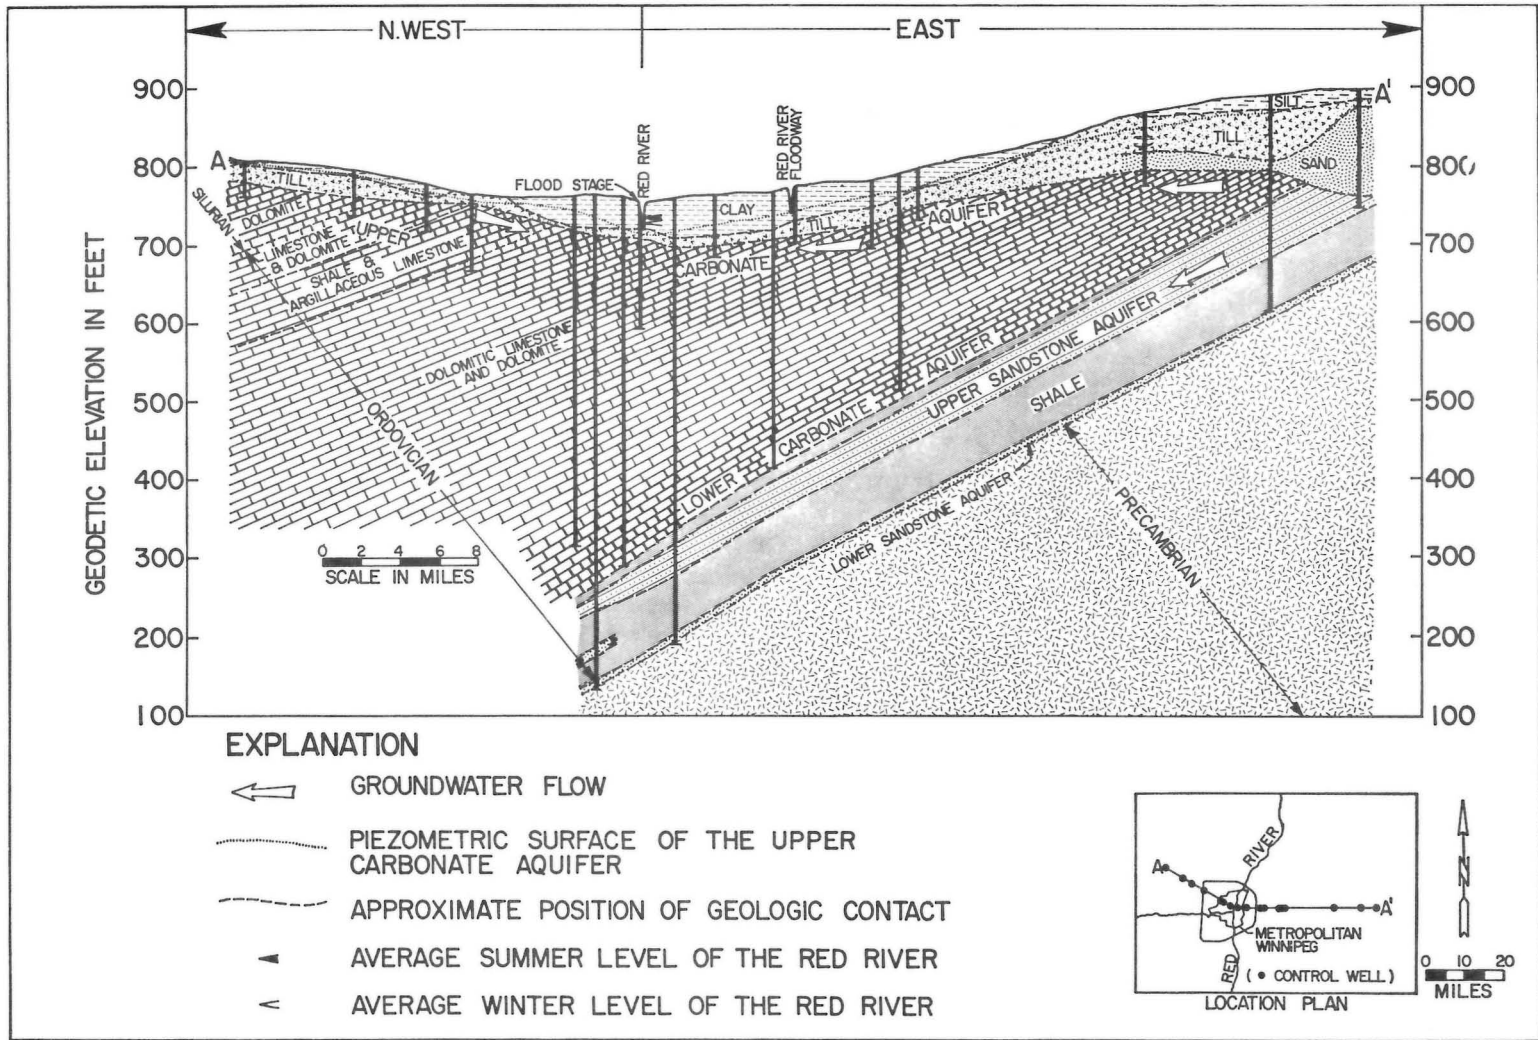 N.WEST
EAST
900
800
700
600
500
400
300
200
100
GEODETIC ELEVATION IN FEET
900
800
700
600
500
400
300
200
100
A
A'
SILURIAN
TILL
DOLOMITE
LIMESTONE
& DOLOMITE
UPPER
SHALE &
ARGILLACEOUS LIMESTONE
FLOOD STAGE
RED RIVER
RED RIVER
FLOODWAY
CLAY
TILL
CARBONATE
AQUIFER
SILT
TILL
SAND
DOLOMITIC LIMESTONE
AND DOLOMITE
ORDOVICIAN
LOWER CARBONATE AQUIFER
UPPER SANDSTONE AQUIFER
SHALE
LOWER SANDSTONE AQUIFER
PRECAMBRIAN
0 2 4 6 8
SCALE IN MILES
EXPLANATION
GROUNDWATER FLOW
PIEZOMETRIC SURFACE OF THE UPPER
CARBONATE AQUIFER
APPROXIMATE POSITION OF GEOLOGIC CONTACT
AVERAGE SUMMER LEVEL OF THE RED RIVER
AVERAGE WINTER LEVEL OF THE RED RIVER
A
A'
RIVER
RED
METROPOLITAN
WINNIPEG
( • CONTROL WELL )
LOCATION PLAN
N
0 10 20
MILES